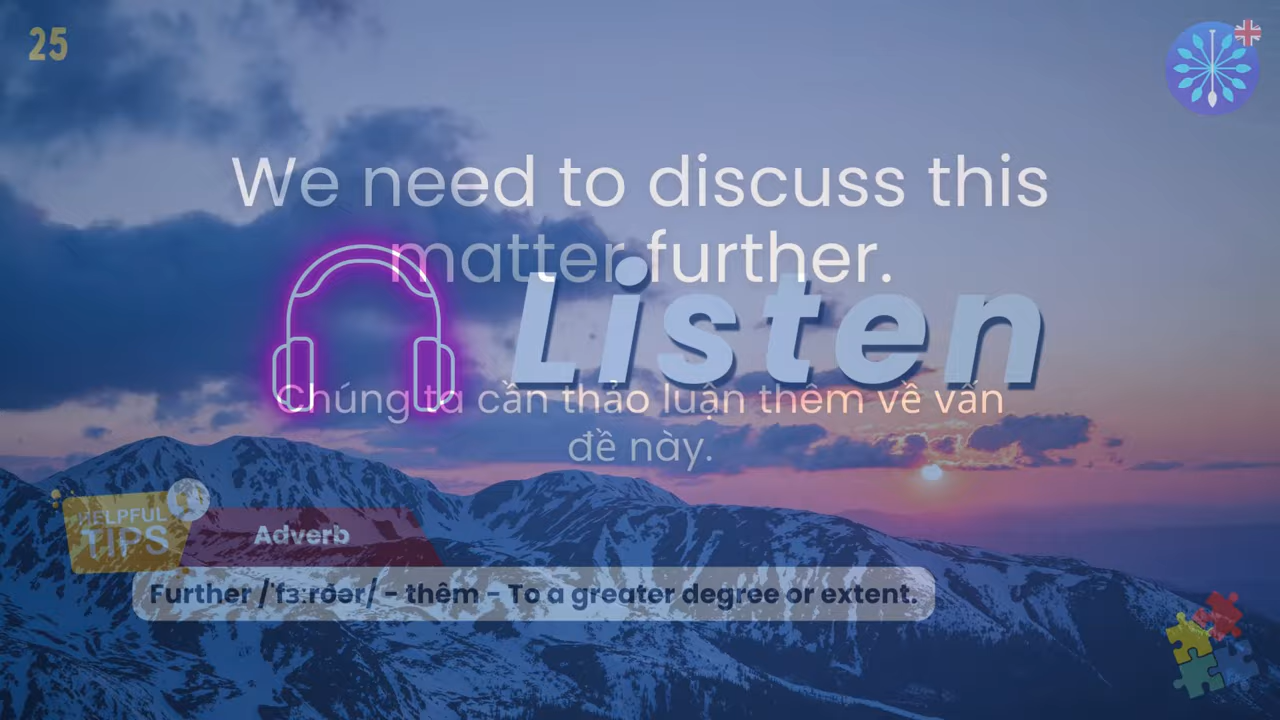 25
We need to discuss this
matter further.
Listen
Chúng ta cần thảo luận thêm về vấn
đề này.
HELPFUL
TIPS
Adverb
Further /ˈfɜːrðər/ - thêm - To a greater degree or extent.